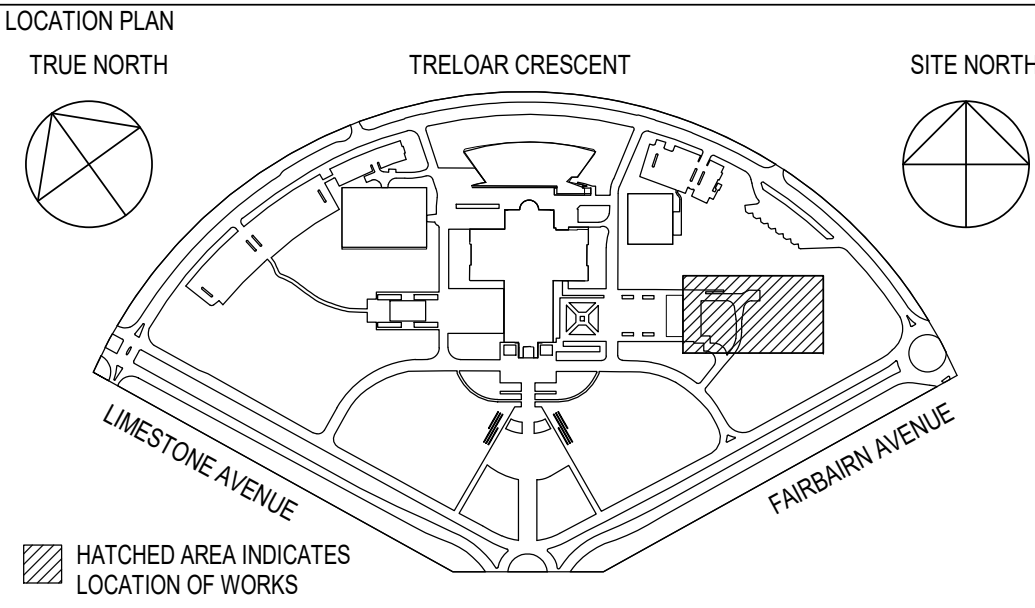 LOCATION PLAN
TRUE NORTH
TRELOAR CRESCENT
SITE NORTH
LIMESTONE AVENUE
FAIRBAIRN AVENUE
HATCHED AREA INDICATES
LOCATION OF WORKS